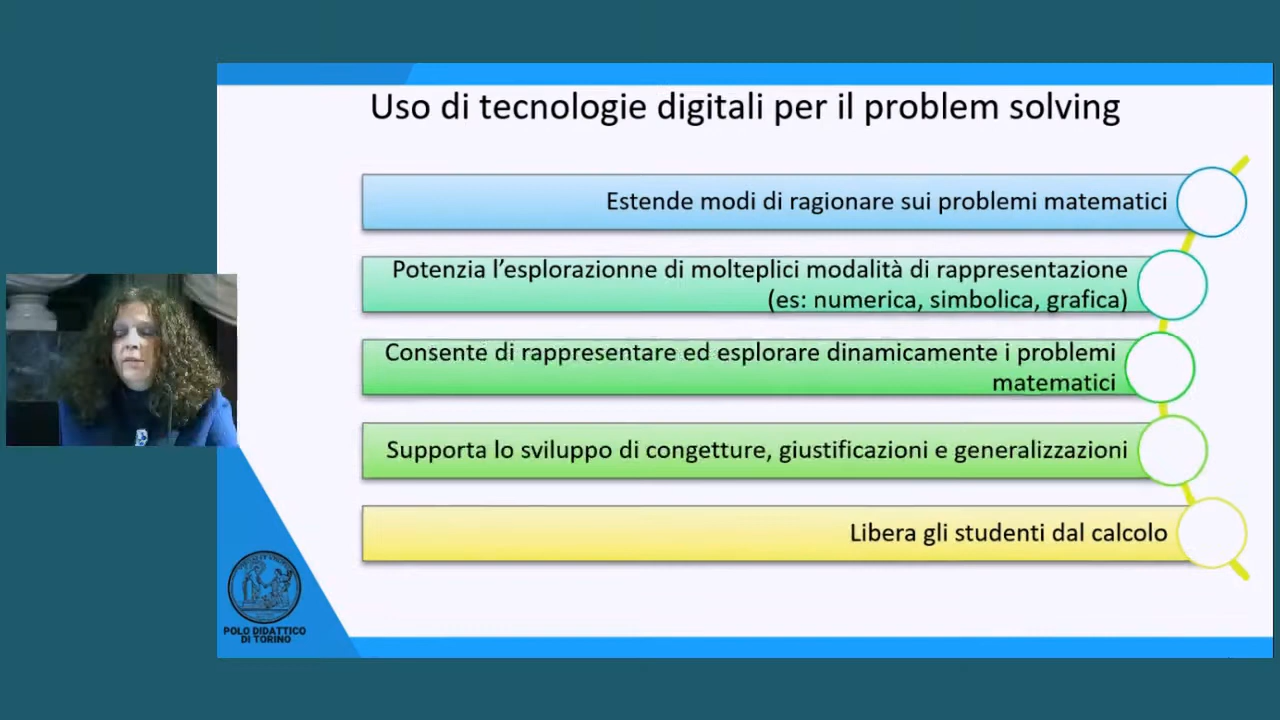 Uso di tecnologie digitali per il problem solving
Estende modi di ragionare sui problemi matematici
Potenzia l’esplorazionne di molteplici modalità di rappresentazione
(es: numerica, simbolica, grafica)
Consente di rappresentare ed esplorare dinamicamente i problemi
matematici
Supporta lo sviluppo di congetture, giustificazioni e generalizzazioni
Libera gli studenti dal calcolo
POLO DIDATTICO
DI TORINO